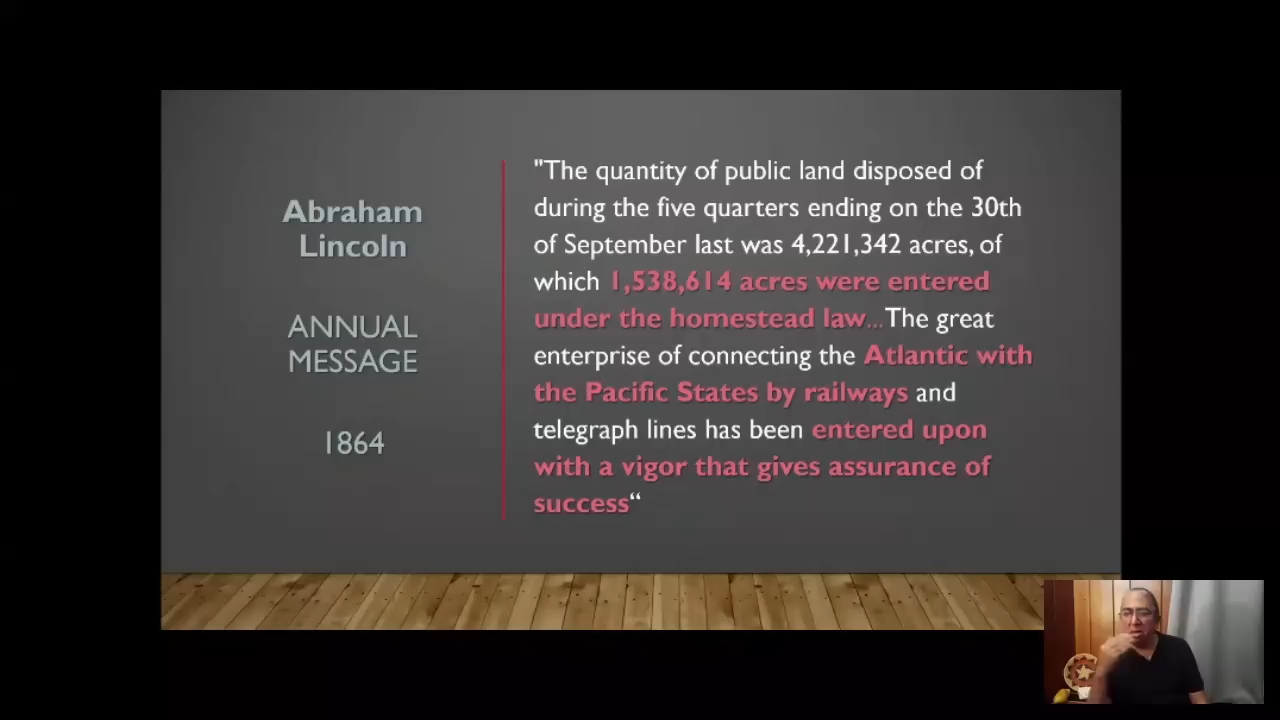 Abraham
Lincoln
ANNUAL
MESSAGE
1864
"The quantity of public land disposed of
during the five quarters ending on the 30th
of September last was 4,221,342 acres, of
which 1,538,614 acres were entered
under the homestead law...The great
enterprise of connecting the Atlantic with
the Pacific States by railways and
telegraph lines has been entered upon
with a vigor that gives assurance of
success“